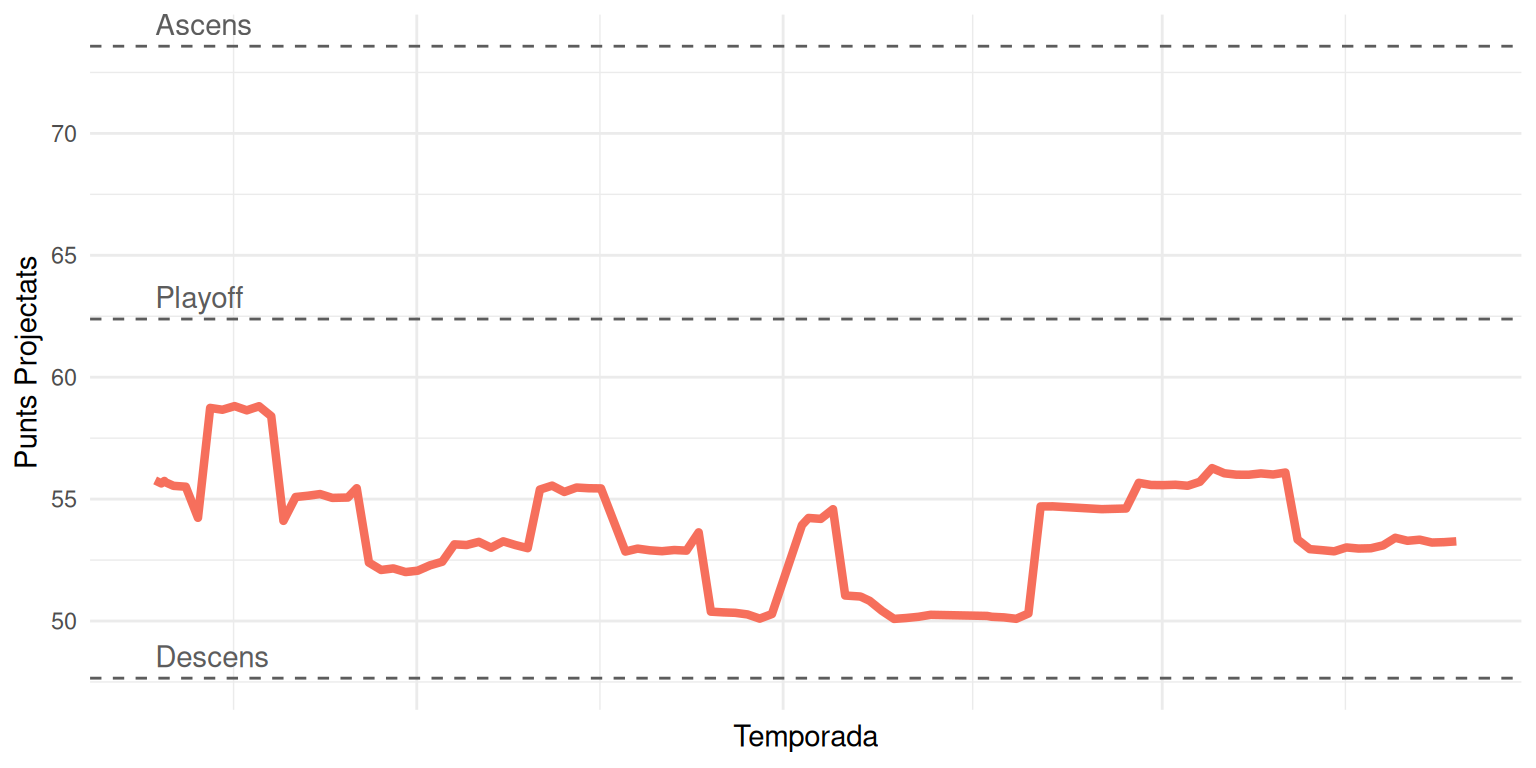 Ascens
70
65
Playoff
60
55
50
Descens
Punts Projectats
Temporada